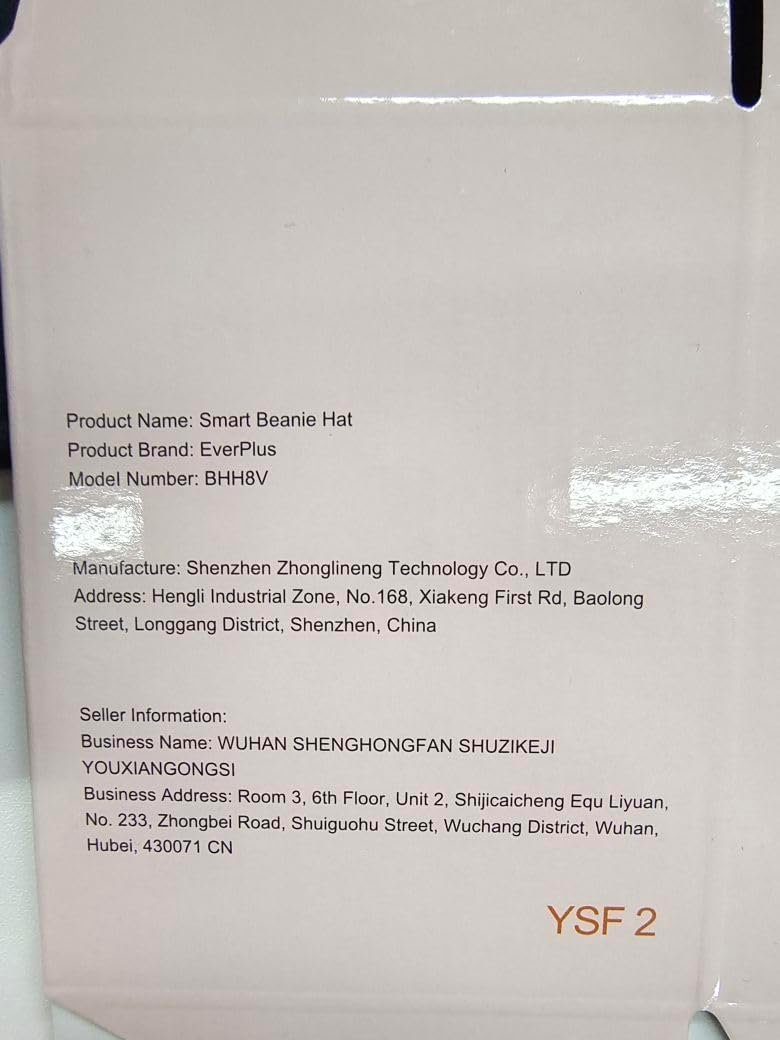 Product Name: Smart Beanie Hat
Product Brand: EverPlus
Model Number: BHH8V
Manufacture: Shenzhen Zhonglineng Technology Co., LTD
Address: Hengli Industrial Zone, No.168, Xiakeng First Rd, Baolong
Street, Longgang District, Shenzhen, China
Seller Information:
Business Name: WUHAN SHENGHONGFAN SHUZIKEJI
YOUXIANGONGSI
Business Address: Room 3, 6th Floor, Unit 2, Shijicaicheng Equ Liyuan,
No. 233, Zhongbei Road, Shuiguohu Street, Wuchang District, Wuhan,
Hubei, 430071 CN
YSF 2